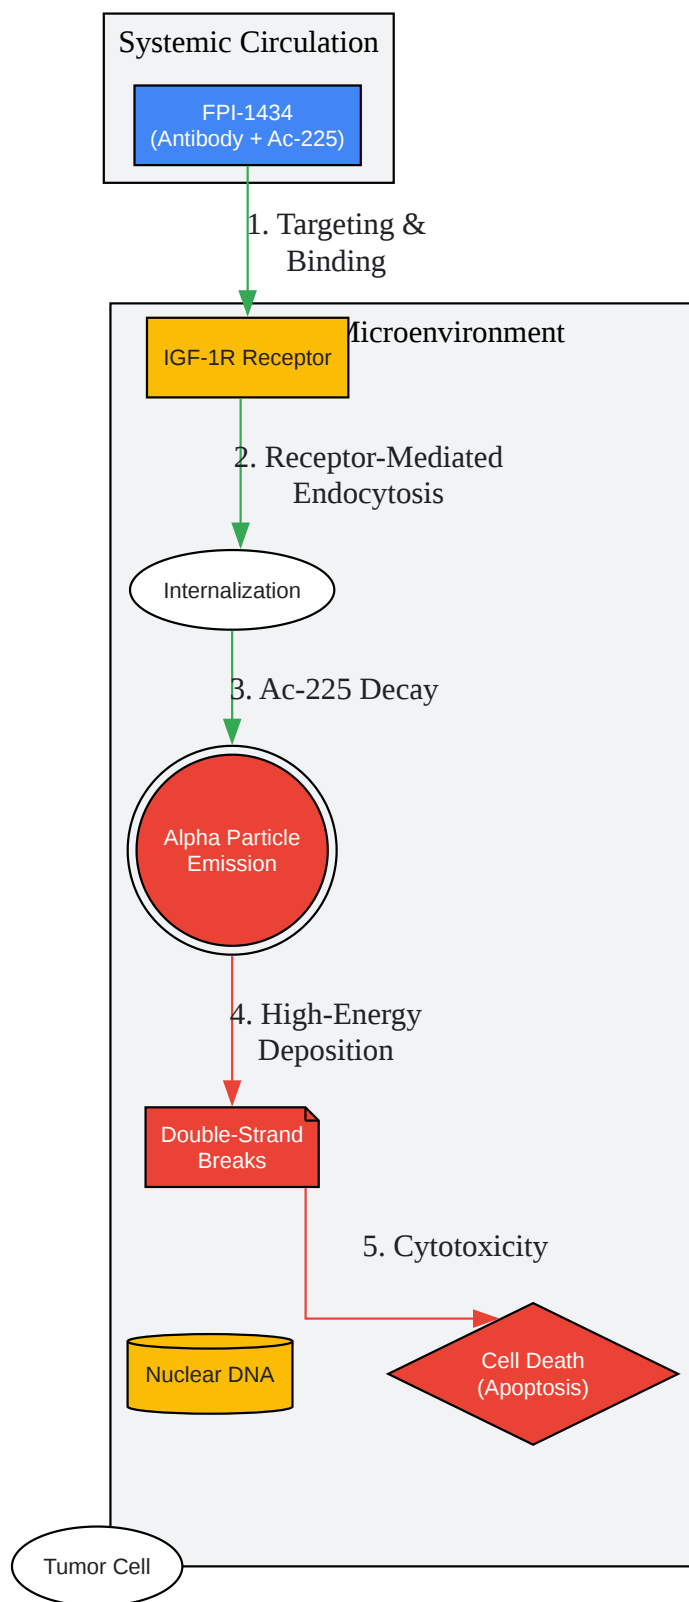 Systemic Circulation
FPI-1434
(Antibody + Ac-225)
1. Targeting &
Binding
Microenvironment
IGF-1R Receptor
2. Receptor-Mediated
Endocytosis
Internalization
3. Ac-225 Decay
Alpha Particle
Emission
4. High-Energy
Deposition
Double-Strand
Breaks
5. Cytotoxicity
Cell Death
(Apoptosis)
Nuclear DNA
Tumor Cell